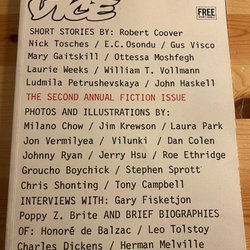 VICE
FREE
SHORT STORIES BY: Robert Coover
Nick Tosches / E.C.Osondu / Gus Visco
Mary Gaitskill / Ottessa Moshfegh
Laurie Weeks / William T. Vollmann
Ludmila Petrushevskaya / John Haskell
THE SECOND ANNUAL FICTION ISSUE
PHOTOS AND ILLUSTRATIONS BY:
Milano Chow / Jim Krewson / Laura Park
Jon Vermilyea / Vilunki / Dan Colen
Johnny Ryan / Jerry Hsu / Roe Ethridge
Groucho Boychick / Stephen Sprott
Chris Shonting / Tony Campbell
INTERVIEWS WITH: Gary Fisketjon
Poppy Z. Brite AND BRIEF BIOGRAPHIES
OF: Honoré de Balzac / Leo Tolstoy
Charles Dickens / Herman Melville